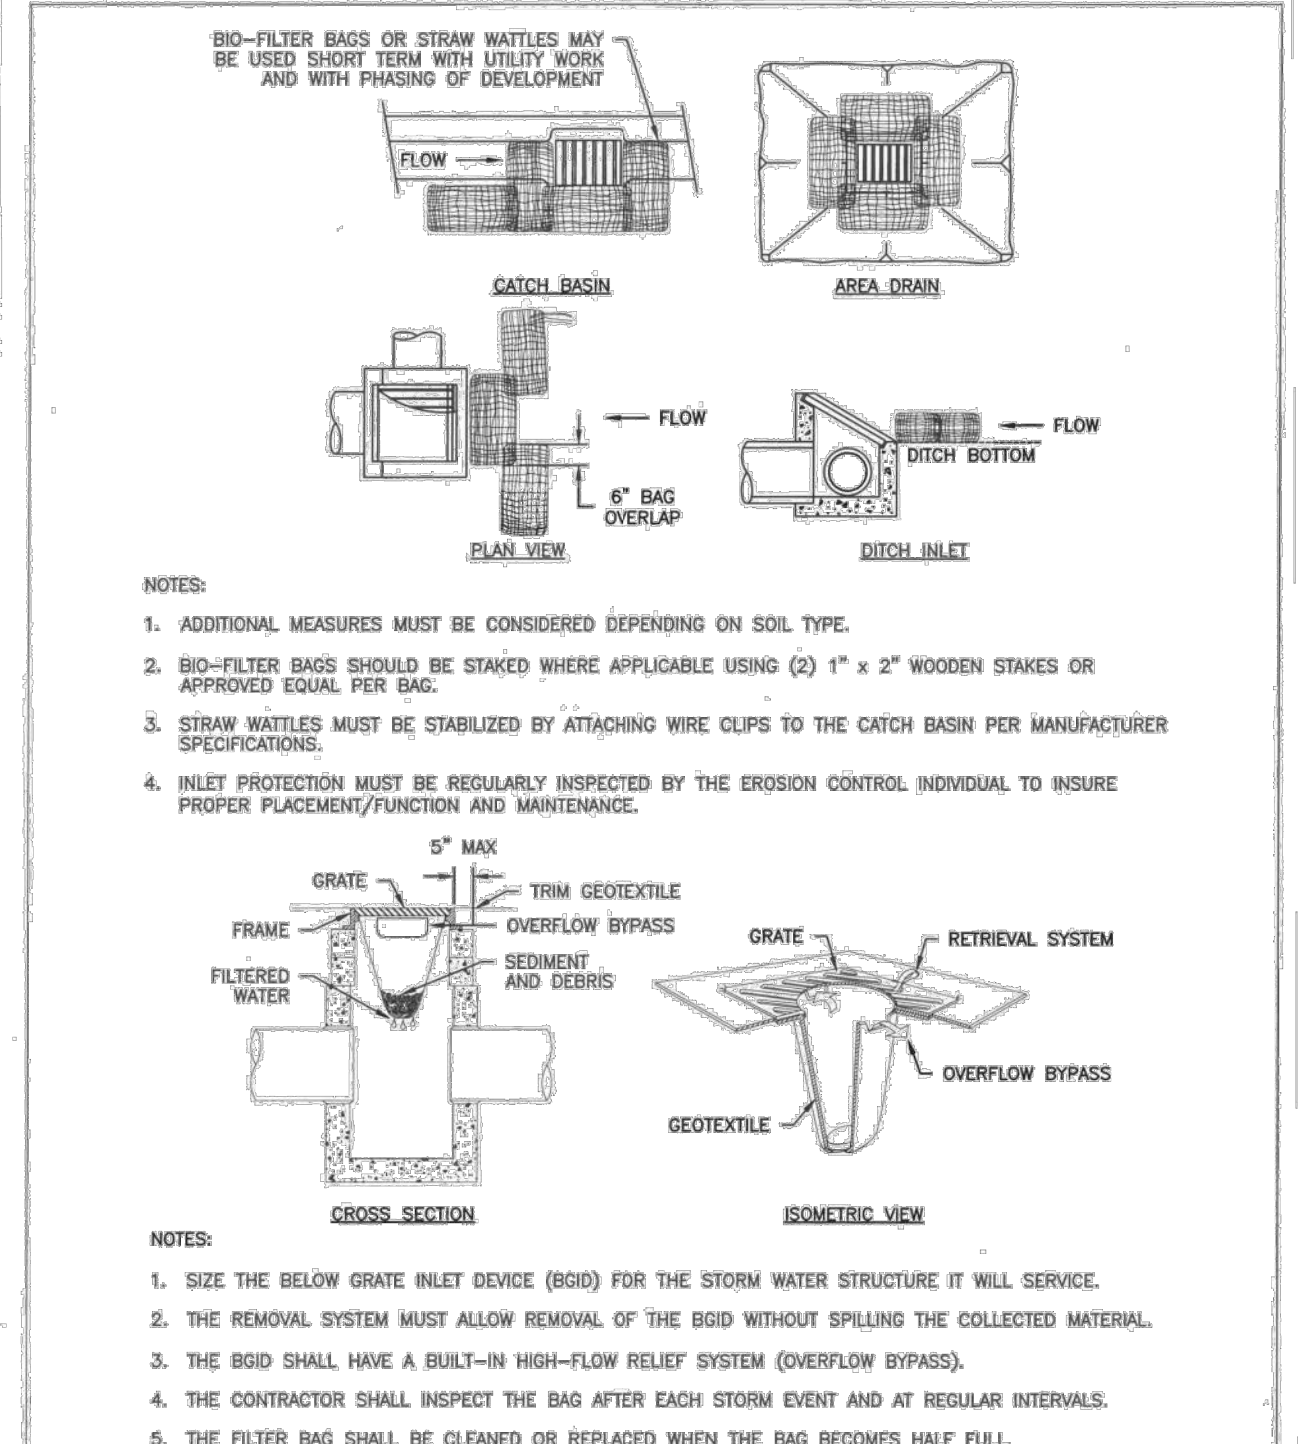 BIO-FILTER BAGS OR STRAW WATTLES MAY
BE USED SHORT TERM WITH UTILITY WORK
AND WITH PHASING OF DEVELOPMENT
FLOW
CATCH BASIN
AREA DRAIN
FLOW
6" BAG
OVERLAP
PLAN VIEW
FLOW
DITCH BOTTOM
DITCH INLET
NOTES:
1. ADDITIONAL MEASURES MUST BE CONSIDERED DEPENDING ON SOIL TYPE.
2. BIO-FILTER BAGS SHOULD BE STAKED WHERE APPLICABLE USING (2) 1" x 2" WOODEN STAKES OR
APPROVED EQUAL PER BAG.
3. STRAW WATTLES MUST BE STABILIZED BY ATTACHING WIRE CLIPS TO THE CATCH BASIN PER MANUFACTURER
SPECIFICATIONS.
4. INLET PROTECTION MUST BE REGULARLY INSPECTED BY THE EROSION CONTROL INDIVIDUAL TO INSURE
PROPER PLACEMENT/FUNCTION AND MAINTENANCE.
5" MAX
GRATE
TRIM GEOTEXTILE
FRAME
OVERFLOW BYPASS
FILTERED
WATER
SEDIMENT
AND DEBRIS
CROSS SECTION
GRATE
RETRIEVAL SYSTEM
OVERFLOW BYPASS
GEOTEXTILE
ISOMETRIC VIEW
NOTES:
1. SIZE THE BELOW GRATE INLET DEVICE (BGID) FOR THE STORM WATER STRUCTURE IT WILL SERVICE.
2. THE REMOVAL SYSTEM MUST ALLOW REMOVAL OF THE BGID WITHOUT SPILLING THE COLLECTED MATERIAL.
3. THE BGID SHALL HAVE A BUILT-IN HIGH-FLOW RELIEF SYSTEM (OVERFLOW BYPASS).
4. THE CONTRACTOR SHALL INSPECT THE BAG AFTER EACH STORM EVENT AND AT REGULAR INTERVALS.
5. THE FILTER BAG SHALL BE CLEANED OR REPLACED WHEN THE BAG BECOMES HALF FULL.